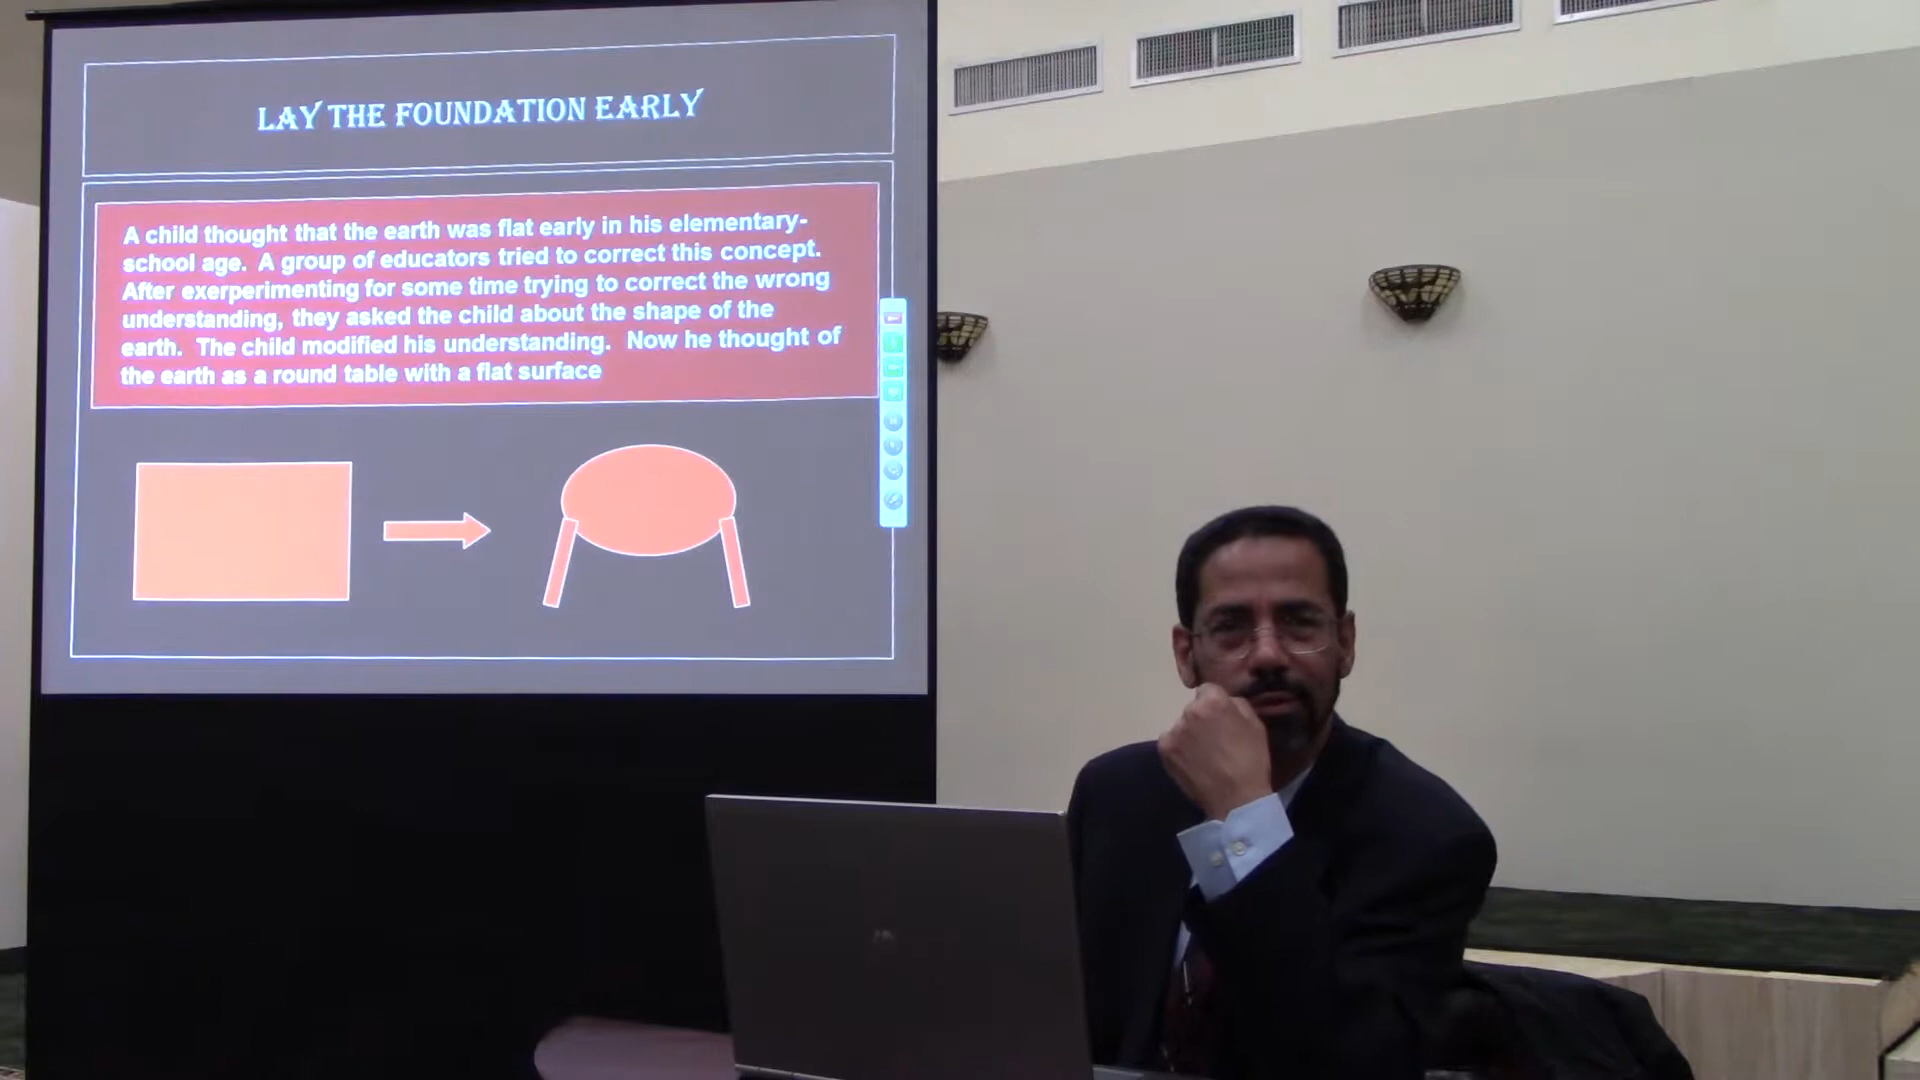 LAY THE FOUNDATION EARLY
A child thought that the earth was flat early in his elementary-
school age. A group of educators tried to correct this concept.
After exerperimenting for some time trying to correct the wrong
understanding, they asked the child about the shape of the
earth. The child modified his understanding. Now he thought of
the earth as a round table with a flat surface